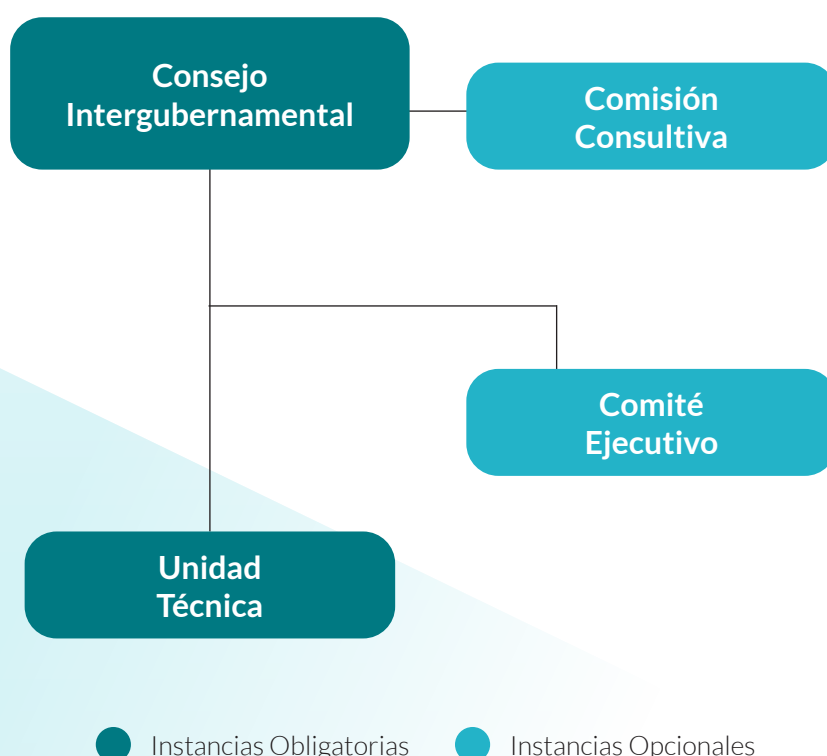 Consejo
Intergubernamental
Comisión
Consultiva
Comité
Ejecutivo
Unidad
Técnica
Instancias Obligatorias
Instancias Opcionales